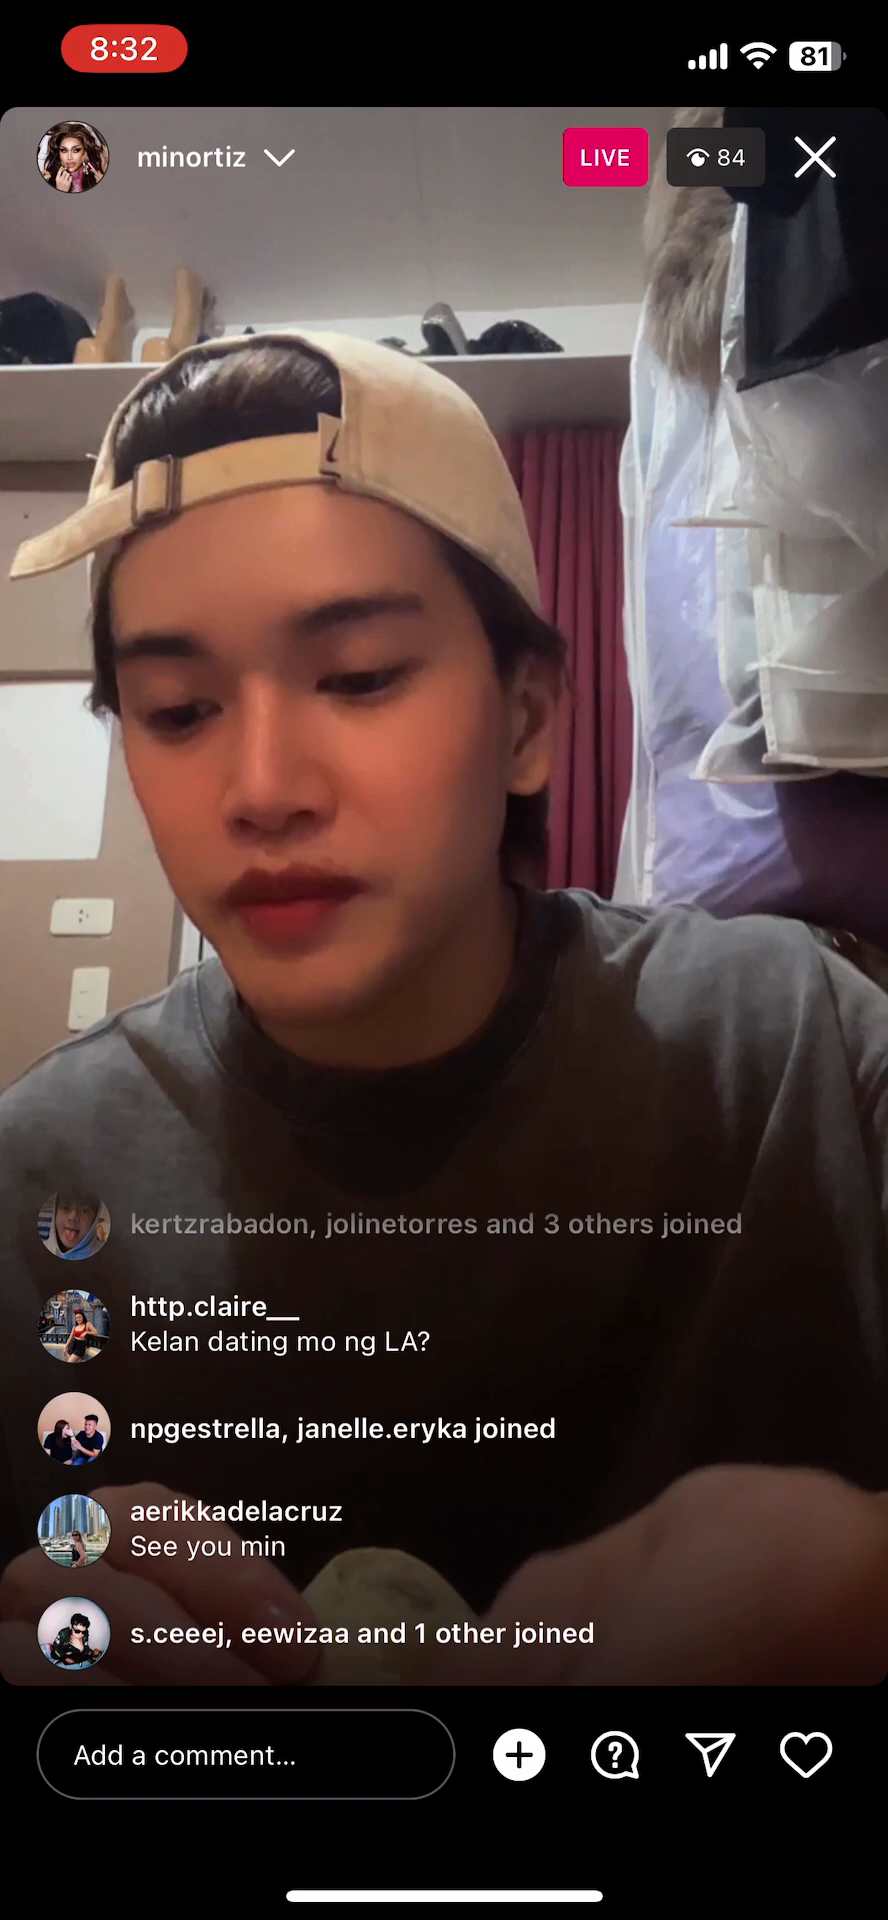 8:32
81
minortiz
LIVE
84
kertzrabadon, jolinetorres and 3 others joined
http.claire__
Kelan dating mo ng LA?
npgestrella, janelle.eryka joined
aerikkadelacruz
See you min
s.ceeej, eewizaa and 1 other joined
Add a comment...